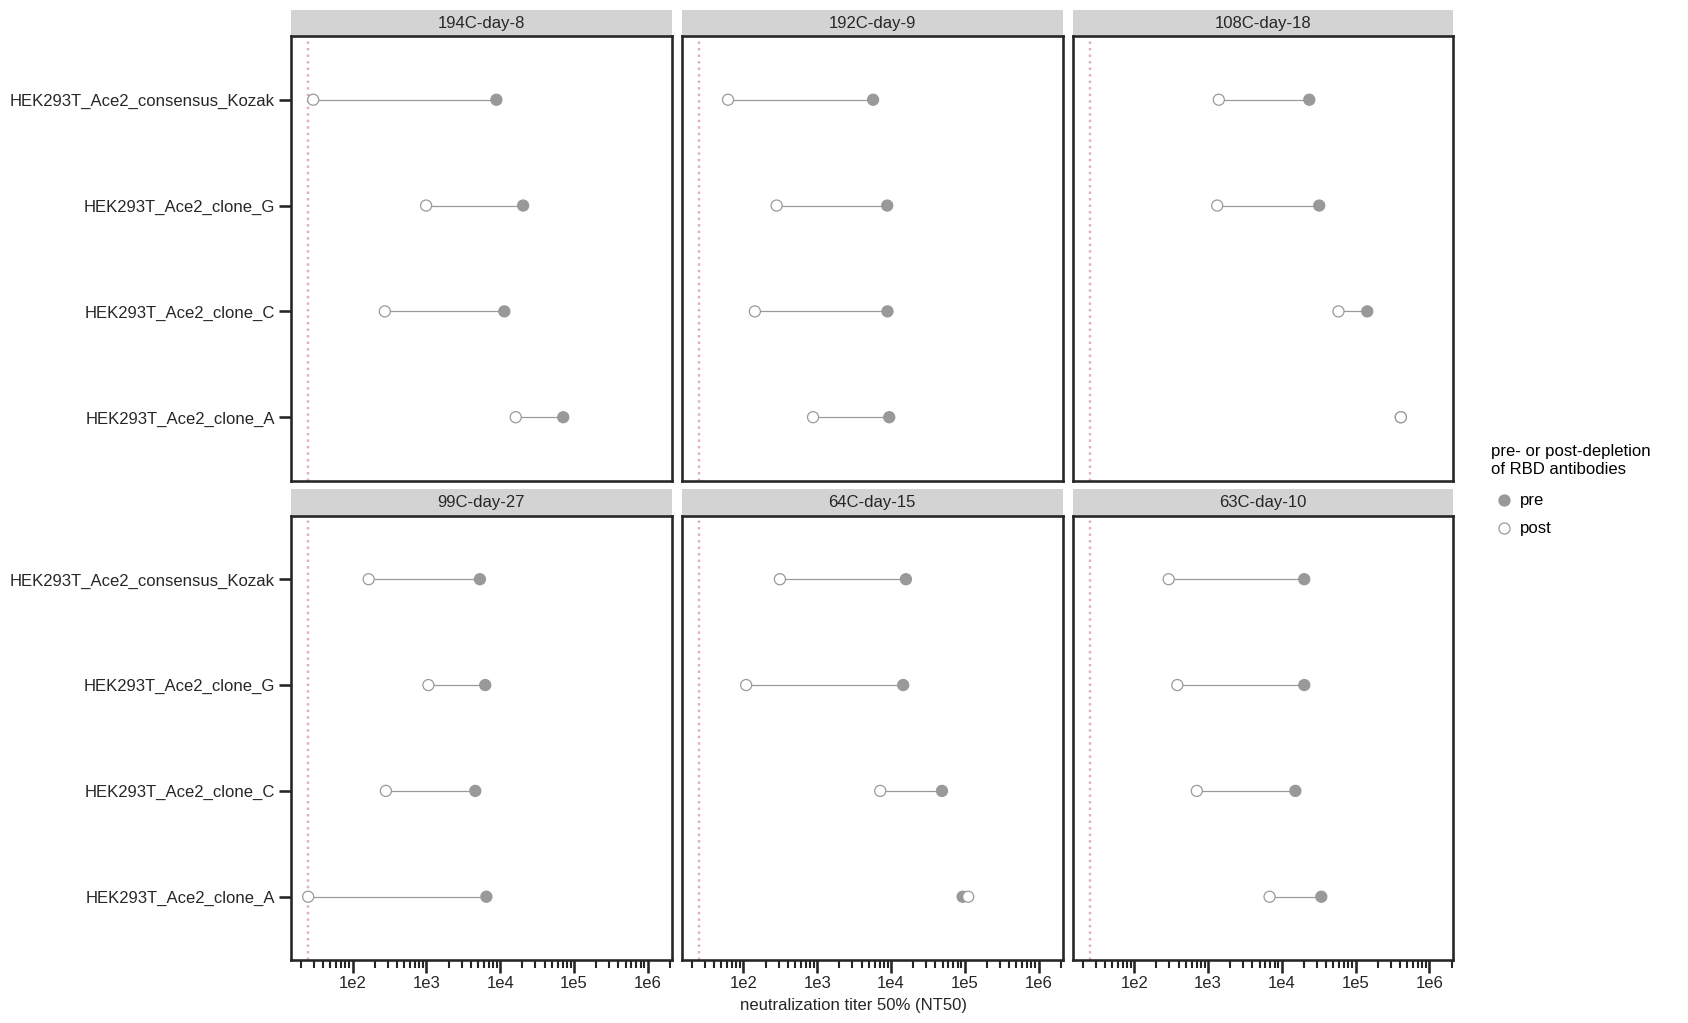 194C-day-8
192C-day-9
108C-day-18
HEK293T_Ace2_consensus_Kozak
HEK293T_Ace2_clone_G
HEK293T_Ace2_clone_C
HEK293T_Ace2_clone_A
99C-day-27
64C-day-15
63C-day-10
HEK293T_Ace2_consensus_Kozak
HEK293T_Ace2_clone_G
HEK293T_Ace2_clone_C
HEK293T_Ace2_clone_A
1e2 1e3 1e4 1e5 1e6
1e2 1e3 1e4 1e5 1e6
1e2 1e3 1e4 1e5 1e6
neutralization titer 50% (NT50)
pre- or post-depletion
of RBD antibodies
pre
post